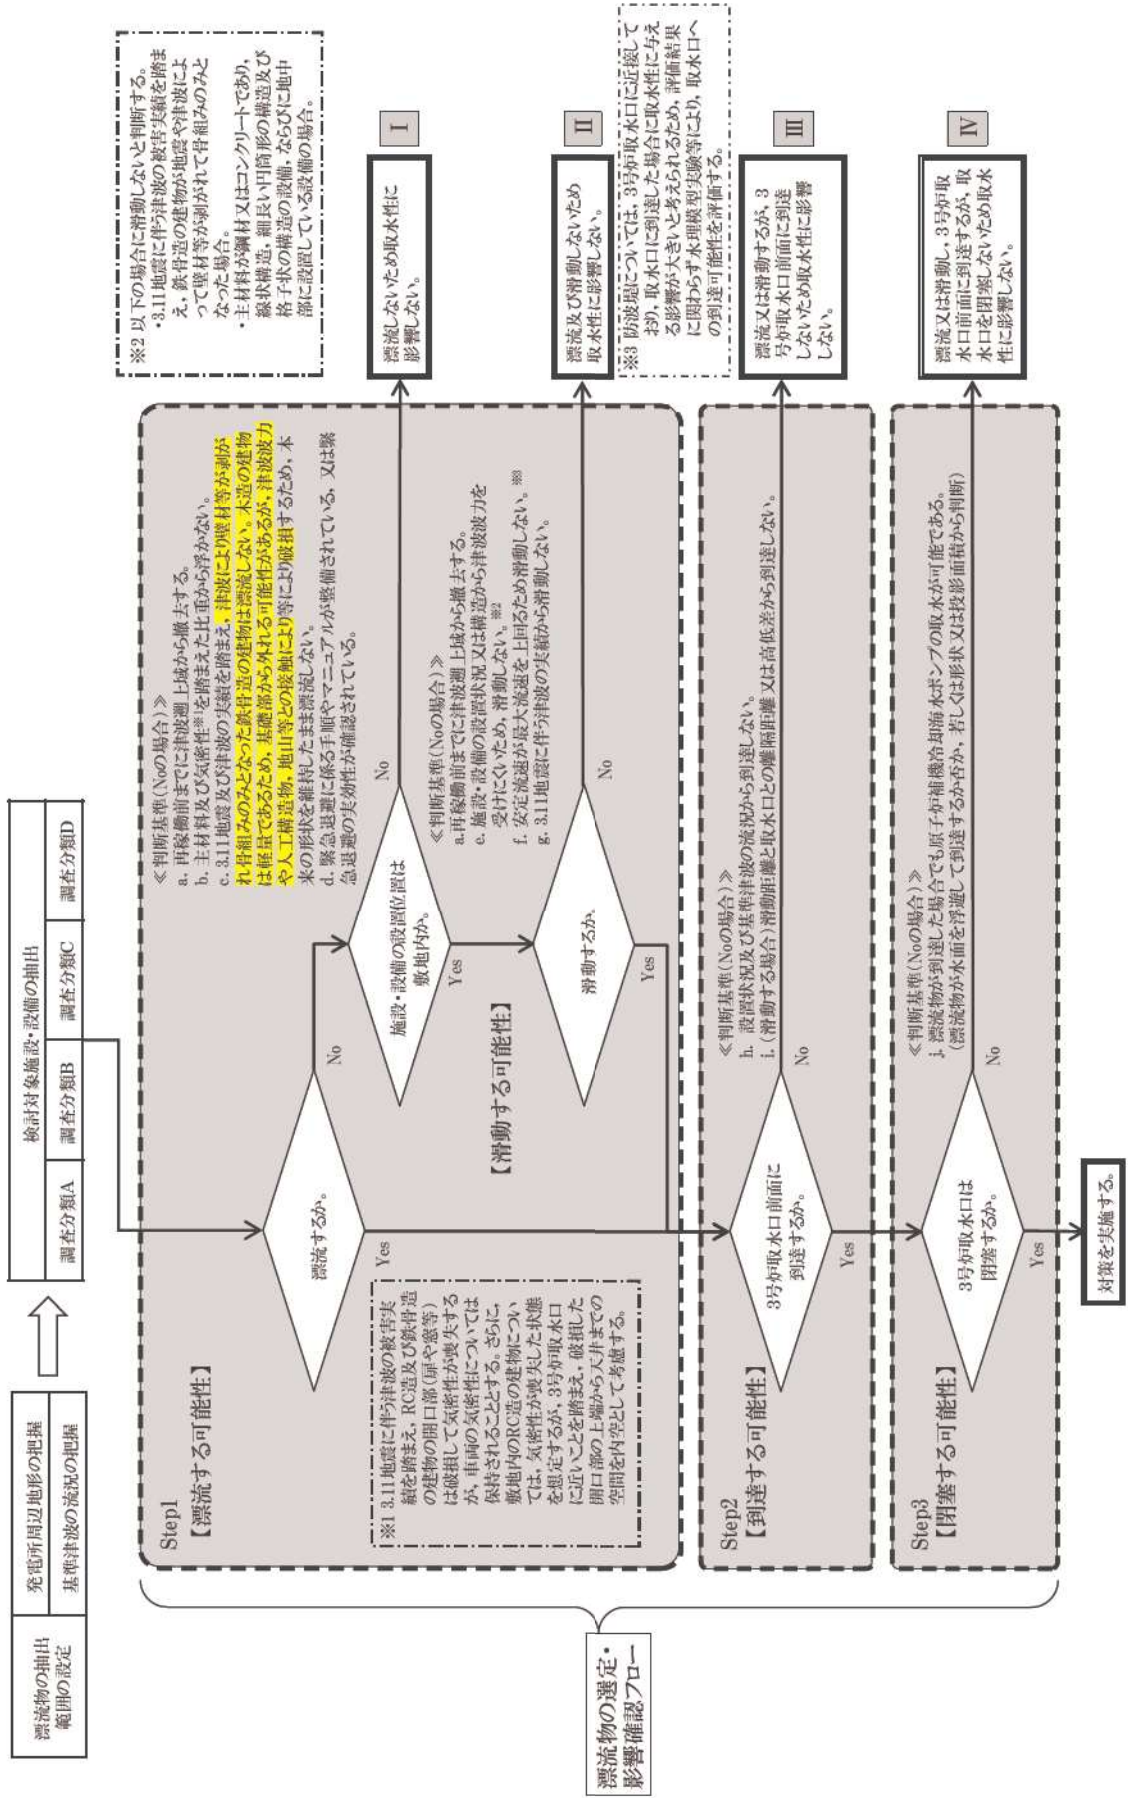 漂流物の抽出
範囲の設定
発電所周辺地形の把握
基準津波の流況の把握
検討対象施設・設備の抽出
調査分類A
調査分類B
調査分類C
調査分類D
漂流物の選定・
影響確認フロー
Step1
【漂流する可能性】
漂流するか。
No
Yes
≪判断基準(Noの場合)≫
a. 再稼働前までに津波遡上域から撤去する。
b. 主材料及び気密性※1を踏まえた比重から浮かない。
c. 3.11地震及び津波の実績を踏まえ,津波により壁材等が剥が
れ骨組みのみとなった鉄骨造の建物は漂流しない。木造の建物
は軽量であるため,基礎部から外れる可能性があるが,津波波力
や人工構造物,地山等との接触により等により破損するため,本
来の形状を維持したまま漂流しない。
d. 緊急退避に係る手順やマニュアルが整備されている,又は緊
急退避の実効性が確認されている。
※1 3.11地震に伴う津波の被害実
績を踏まえ,RC造及び鉄骨造
の建物の開口部(扉や窓等)
は破損して気密性が喪失する
が,車両の気密性については
保持されることとする。さらに,
敷地内のRC造の建物につい
ては,気密性が喪失した状態
を想定するが,3号炉取水口
に近いことを踏まえ,破損した
開口部の上端から天井までの
空間を内空として考慮する。
施設・設備の設置位置は
敷地内か。
No
Yes
漂流しないため取水性に
影響しない。
Ⅰ
【滑動する可能性】
滑動するか。
No
Yes
≪判断基準(Noの場合)≫
a.再稼働前までに津波遡上域から撤去する。
e. 施設・設備の設置状況又は構造から津波波力を
受けにくいため,滑動しない。※2
f. 安定流速が最大流速を上回るため滑動しない。※3
g. 3.11地震に伴う津波の実績から滑動しない。
漂流及び滑動しないため
取水性に影響しない。
Ⅱ
※2 以下の場合に滑動しないと判断する。
・3.11地震に伴う津波の被害実績を踏ま
え,鉄骨造の建物が地震や津波によ
って壁材等が剥がれて骨組みのみと
なった場合。
・主材料が鋼材又はコンクリートであり,
線状構造,細長い円筒形の構造及び
格子状の構造の設備,ならびに地中
部に設置している設備の場合。
※3 防波堤については,3号炉取水口に近接して
おり,取水口に到達した場合に取水性に与え
る影響が大きいと考えられるため,評価結果
に関わらず水理模型実験等により,取水口へ
の到達可能性を評価する。
Step2
【到達する可能性】
3号炉取水口前面に
到達するか。
No
Yes
≪判断基準(Noの場合)≫
h. 設置状況及び基準津波の流況から到達しない。
i. (滑動する場合)滑動距離と取水口との離隔距離又は高低差から到達しない。
漂流又は滑動するが,3
号炉取水口前面に到達
しないため取水性に影響
しない。
Ⅲ
Step3
【閉塞する可能性】
3号炉取水口は
閉塞するか。
No
Yes
≪判断基準(Noの場合)≫
j. 漂流物が到達した場合でも原子炉補機冷却海水ポンプの取水が可能である。
(漂流物が水面を浮遊して到達するか否か,若しくは形状又は投影面積から判断)
漂流又は滑動し,3号炉取
水口前面に到達するが,取
水口を閉塞しないため取水
性に影響しない。
Ⅳ
対策を実施する。